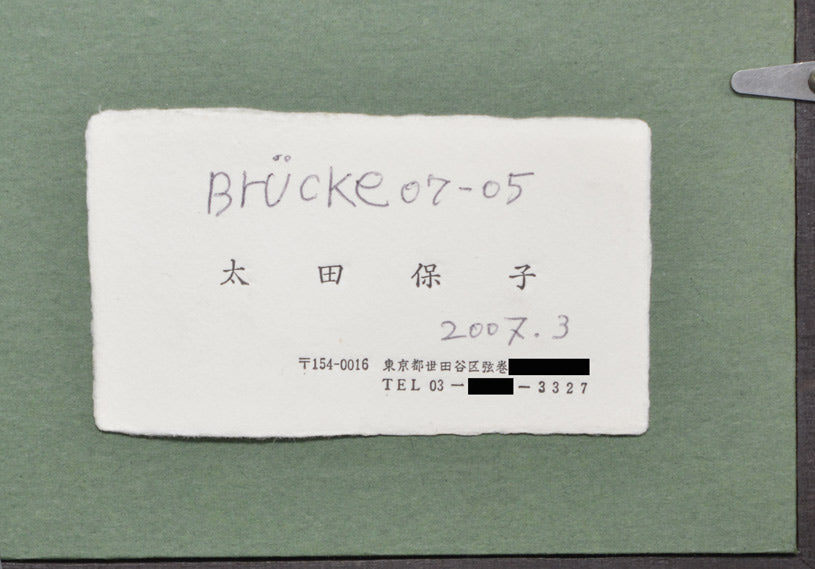 Brücke 07-05
太田保子
2007.3
〒154-0016 東京都世田谷区弦巻
TEL 03 — — 3327